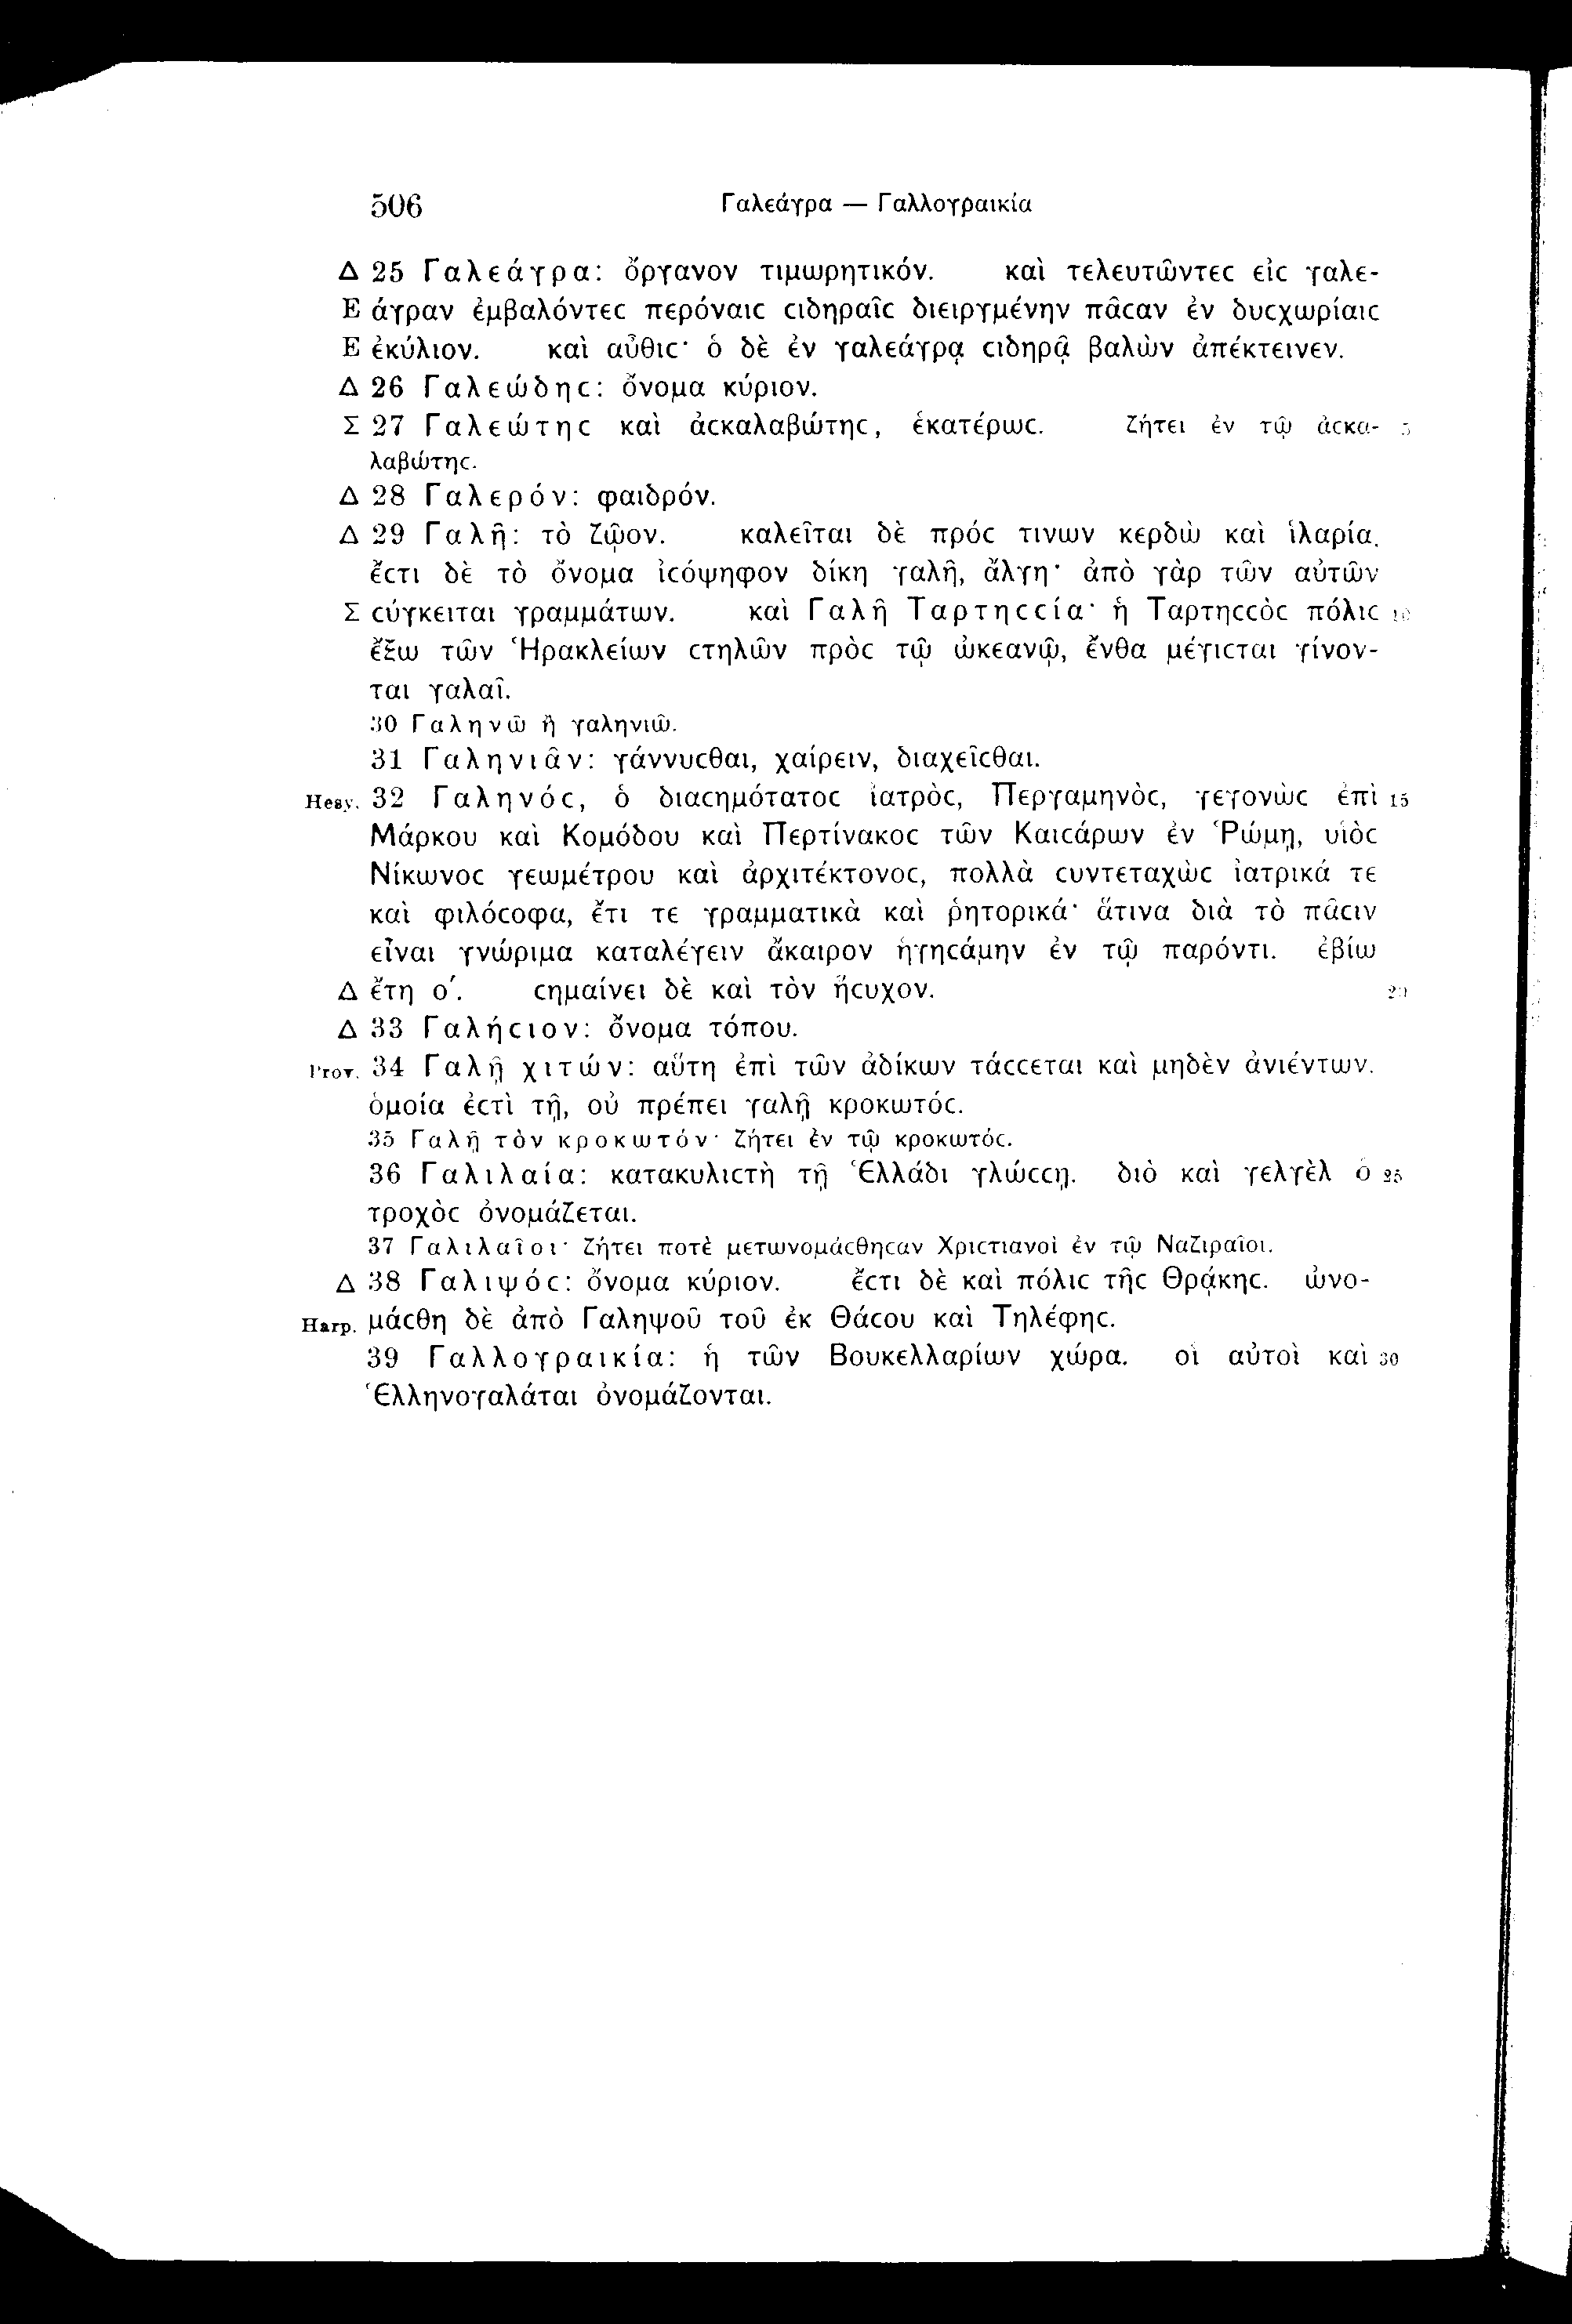 506 Γαλεάγρα — Γαλλογραικία
Δ 25 Γαλεάγρα: ὄργανον τιμωρητικόν. καὶ τελευτῶντεϲ εἰϲ γαλε-
Ε άγραν ἐμβαλόντεϲ περόναιϲ ϲιδηραῖϲ διειργμένην πᾶϲαν ἐν δυϲχωρίαιϲ
Ε ἐκύλιον. καὶ αὖθιϲ· ὁ δὲ ἐν γαλεάγρᾳ ϲιδηρᾷ βαλὼν ἀπέκτεινεν.
Δ 26 Γαλεώδηϲ: ὄνομα κύριον.
Σ 27 Γαλεώτηϲ καὶ ἀϲκαλαβώτηϲ, ἑκατέρωϲ. ζήτει ἐν τῷ ἀϲκα- 5
λαβώτηϲ.
Δ 28 Γαλερόν: φαιδρόν.
Δ 29 Γαλῆ: τὸ ζῷον. καλεῖται δὲ πρόϲ τινων κερδὼ καὶ ἱλαρία.
ἔϲτι δὲ τὸ ὄνομα ἰϲόψηφον δίκη γαλῆ, ἄλγη· ἀπὸ γὰρ τῶν αὐτῶν
Σ ϲύγκειται γραμμάτων. καὶ Γαλῆ Ταρτηϲϲία· ἡ Ταρτηϲϲὸϲ πόλιϲ 10
ἔξω τῶν Ἡρακλείων ϲτηλῶν πρὸϲ τῷ ὠκεανῷ, ἔνθα μέγιϲται γίνον-
ται γαλαῖ.
30 Γαληνῶ ἢ γαληνιῶ.
31 Γαληνιᾶν: γάννυϲθαι, χαίρειν, διαχεῖϲθαι.
Hesy. 32 Γαληνόϲ, ὁ διαϲημότατοϲ ἰατρὸϲ, Περγαμηνὸϲ, γεγονὼϲ ἐπὶ 15
Μάρκου καὶ Κομόδου καὶ Περτίνακοϲ τῶν Καιϲάρων ἐν Ῥώμῃ, υἱὸϲ
Νίκωνοϲ γεωμέτρου καὶ ἀρχιτέκτονοϲ, πολλὰ ϲυντεταχὼϲ ἰατρικά τε
καὶ φιλόϲοφα, ἔτι τε γραμματικὰ καὶ ῥητορικά· ἅτινα διὰ τὸ πᾶϲιν
εἶναι γνώριμα καταλέγειν ἄκαιρον ἡγηϲάμην ἐν τῷ παρόντι. ἐβίω
Δ ἔτη ο΄. ϲημαίνει δὲ καὶ τὸν ἥϲυχον. 20
Δ 33 Γαλήϲιον: ὄνομα τόπου.
Prov. 34 Γαλῇ χιτών: αὕτη ἐπὶ τῶν ἀδίκων τάϲϲεται καὶ μηδὲν ἀνιέντων.
ὁμοία ἐϲτὶ τῇ, οὐ πρέπει γαλῇ κροκωτόϲ.
35 Γαλῇ τὸν κροκωτόν· ζήτει ἐν τῷ κροκωτόϲ.
36 Γαλιλαία: κατακυλιϲτὴ τῇ Ἑλλάδι γλώϲϲῃ. διὸ καὶ γελγὲλ ὁ 25
τροχὸϲ ὀνομάζεται.
37 Γαλιλαῖοι· ζήτει ποτὲ μετωνομάϲθηϲαν Χριϲτιανοὶ ἐν τῷ Ναζιραῖοι.
Δ 38 Γαλιψόϲ: ὄνομα κύριον. ἔϲτι δὲ καὶ πόλιϲ τῆϲ Θρᾴκηϲ. ὠνο-
Harp. μάϲθη δὲ ἀπὸ Γαληψοῦ τοῦ ἐκ Θάϲου καὶ Τηλέφηϲ.
39 Γαλλογραικία: ἡ τῶν Βουκελλαρίων χώρα. οἱ αὐτοὶ καὶ 30
Ἑλληνογαλάται ὀνομάζονται.